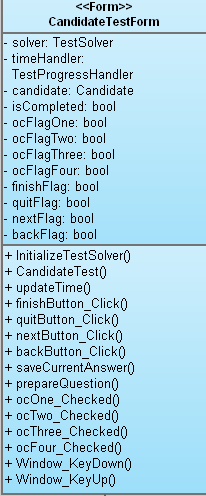 <<Form>>
CandidateTestForm
- solver: TestSolver
- timeHandler:
TestProgressHandler
- candidate: Candidate
- isCompleted: bool
- ocFlagOne: bool
- ocFlagTwo: bool
- ocFlagThree: bool
- ocFlagFour: bool
- finishFlag: bool
- quitFlag: bool
- nextFlag: bool
- backFlag: bool
+ InitializeTestSolver()
+ CandidateTest()
+ updateTime()
+ finishButton_Click()
+ quitButton_Click()
+ nextButton_Click()
+ backButton_Click()
+ saveCurrentAnswer()
+ prepareQuestion()
+ ocOne_Checked()
+ ocTwo_Checked()
+ ocThree_Checked()
+ ocFour_Checked()
+ Window_KeyDown()
+ Window_KeyUp()